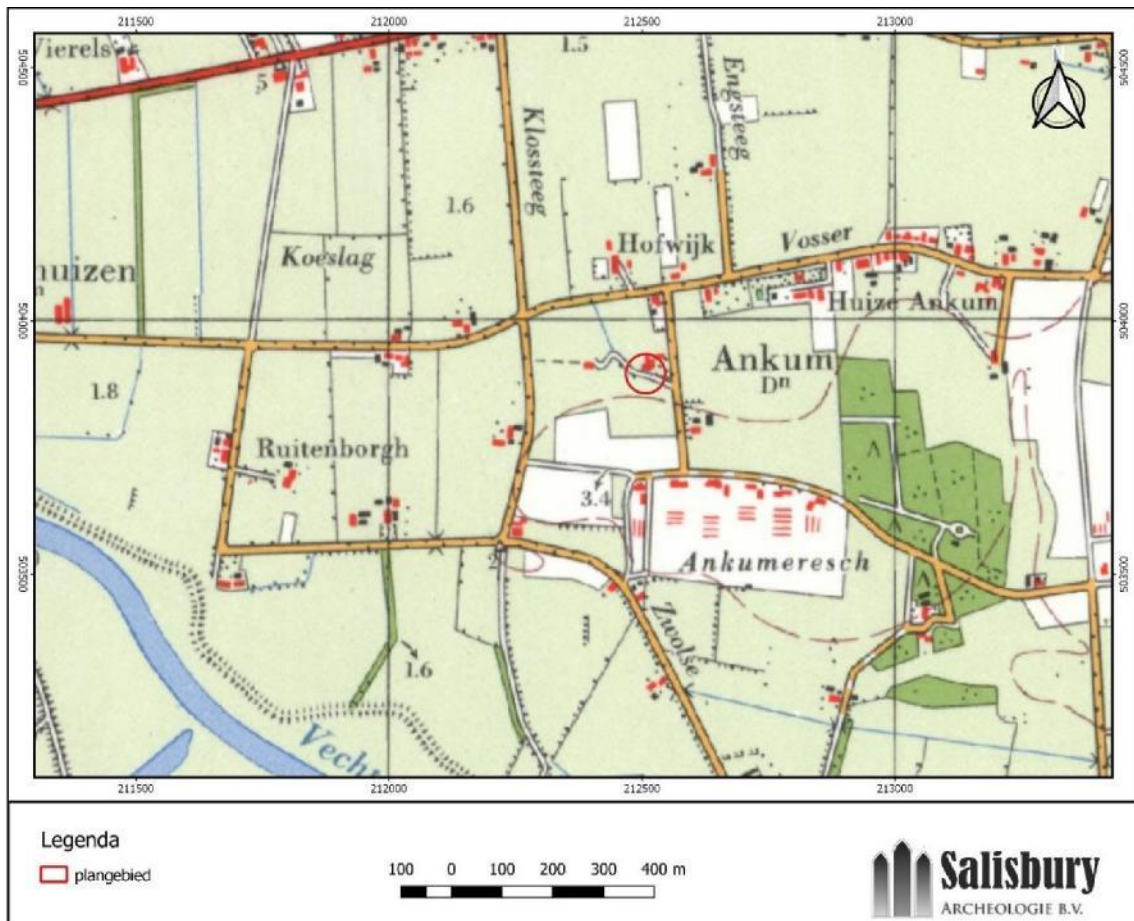 211500 212000 212500 213000
504500
504500
Vierels
5
1.5
Klossteeg
Engsteeg
1.6
Koeslag
Hofwijk
Vosser
huizen
Huize Ankum
504000
504000
1.8
Ankum
Dⁿ
Ruitenborgh
3.4
2
Ankumeresch
503500
503500
Zwolse
1.6
Vecht
211500 212000 212500 213000
Legenda
plangebied
100 0 100 200 300 400 m
Salisbury
ARCHEOLOGIE B.V.